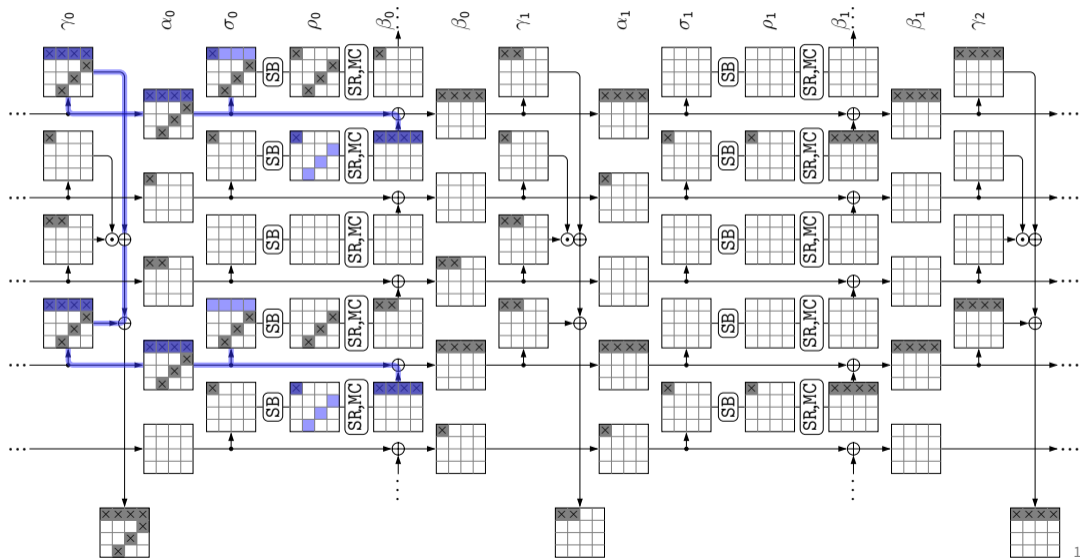 γ₀ α₀ σ₀ ρ₀ β₀ β₀ γ₁ α₁ σ₁ ρ₁ β₁ β₁ γ₂
SB SR,MC SB SR,MC
SB SR,MC SB SR,MC
SB SR,MC SB SR,MC
SB SR,MC SB SR,MC
SB SR,MC SB SR,MC
1